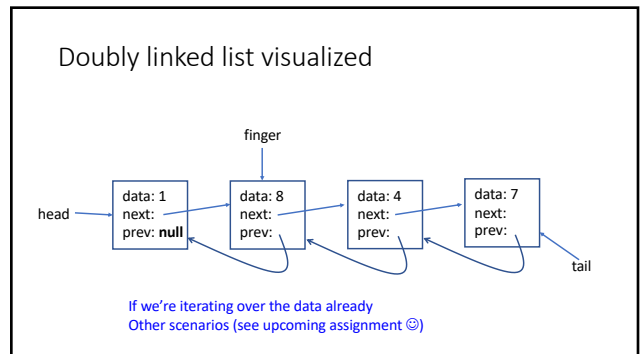 Doubly linked list visualized
finger
head
data: 1
next:
prev: null
data: 8
next:
prev:
data: 4
next:
prev:
data: 7
next:
prev:
tail
If we're iterating over the data already
Other scenarios (see upcoming assignment ☺)